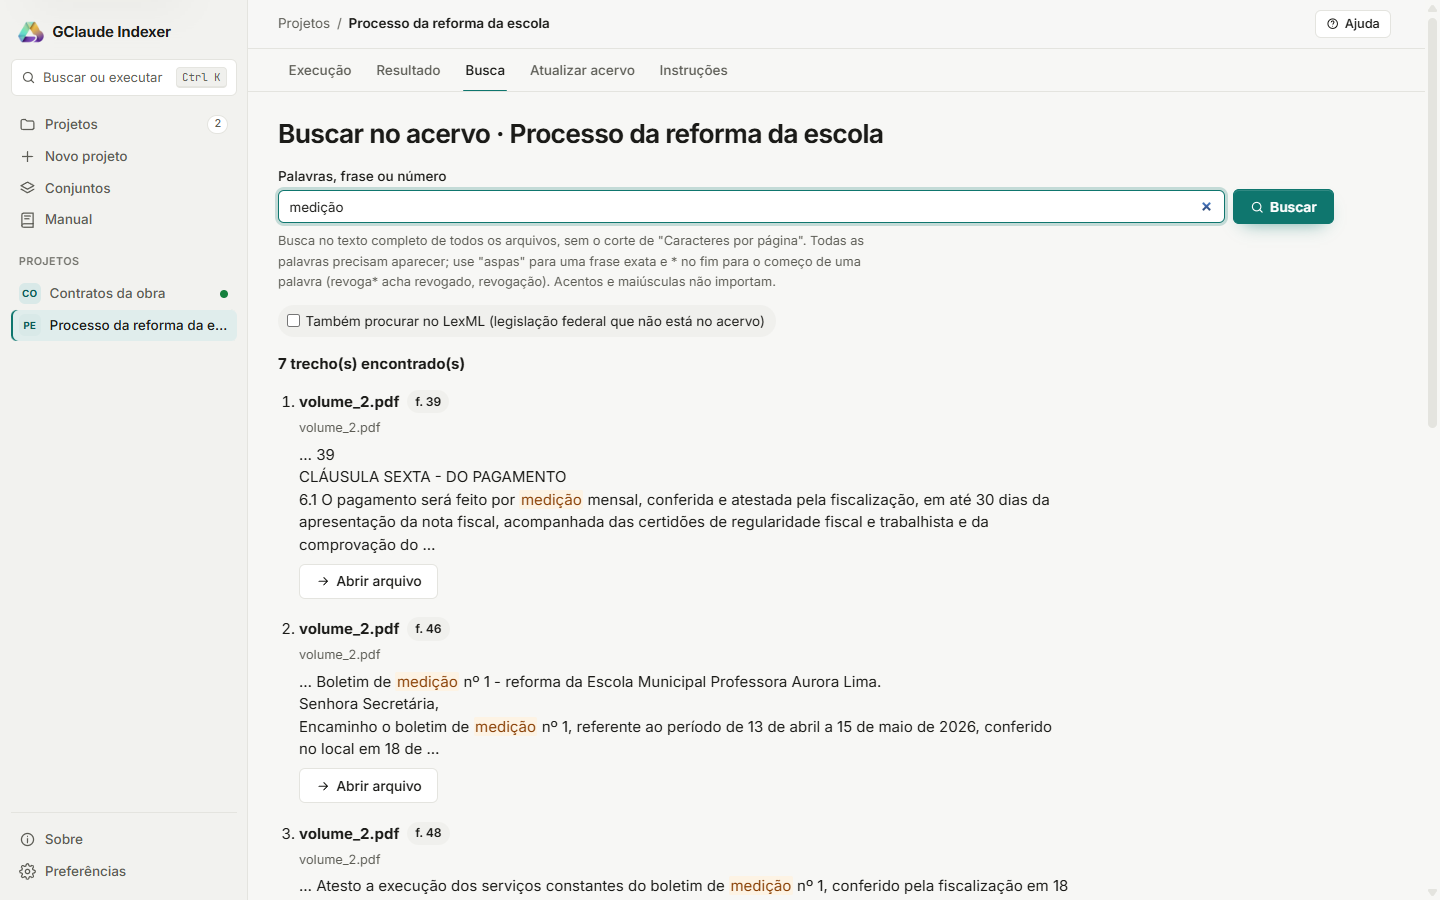 GClaude Indexer
Buscar ou executar Ctrl K
Projetos 2
Novo projeto
Conjuntos
Manual
PROJETOS
CO Contratos da obra
PE Processo da reforma da e...
Sobre
Preferências
Projetos / Processo da reforma da escola
Ajuda
Execução Resultado Busca Atualizar acervo Instruções
Buscar no acervo · Processo da reforma da escola
Palavras, frase ou número
medição
Buscar
Busca no texto completo de todos os arquivos, sem o corte de "Caracteres por página". Todas as
palavras precisam aparecer; use "aspas" para uma frase exata e * no fim para o começo de uma
palavra (revoga* acha revogado, revogação). Acentos e maiúsculas não importam.
Também procurar no LexML (legislação federal que não está no acervo)
7 trecho(s) encontrado(s)
1. volume_2.pdf f. 39
volume_2.pdf
... 39
CLÁUSULA SEXTA - DO PAGAMENTO
6.1 O pagamento será feito por medição mensal, conferida e atestada pela fiscalização, em até 30 dias da
apresentação da nota fiscal, acompanhada das certidões de regularidade fiscal e trabalhista e da
comprovação do ...
Abrir arquivo
2. volume_2.pdf f. 46
volume_2.pdf
... Boletim de medição nº 1 - reforma da Escola Municipal Professora Aurora Lima.
Senhora Secretária,
Encaminho o boletim de medição nº 1, referente ao período de 13 de abril a 15 de maio de 2026, conferido
no local em 18 de ...
Abrir arquivo
3. volume_2.pdf f. 48
volume_2.pdf
... Atesto a execução dos serviços constantes do boletim de medição nº 1, conferido pela fiscalização em 18